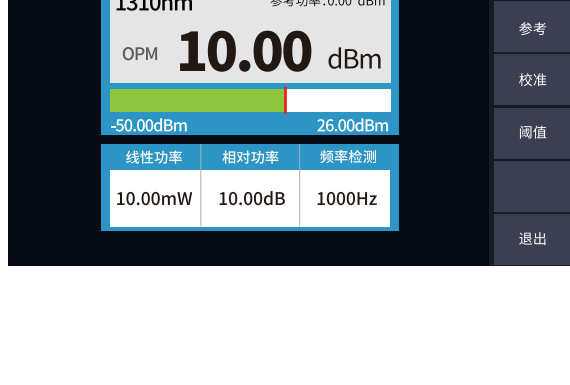 1310nm 参考功率:0.00 dBm
OPM 10.00 dBm
-50.00dBm 26.00dBm
线性功率 相对功率 频率检测
10.00mW 10.00dB 1000Hz
参考
校准
阈值
退出